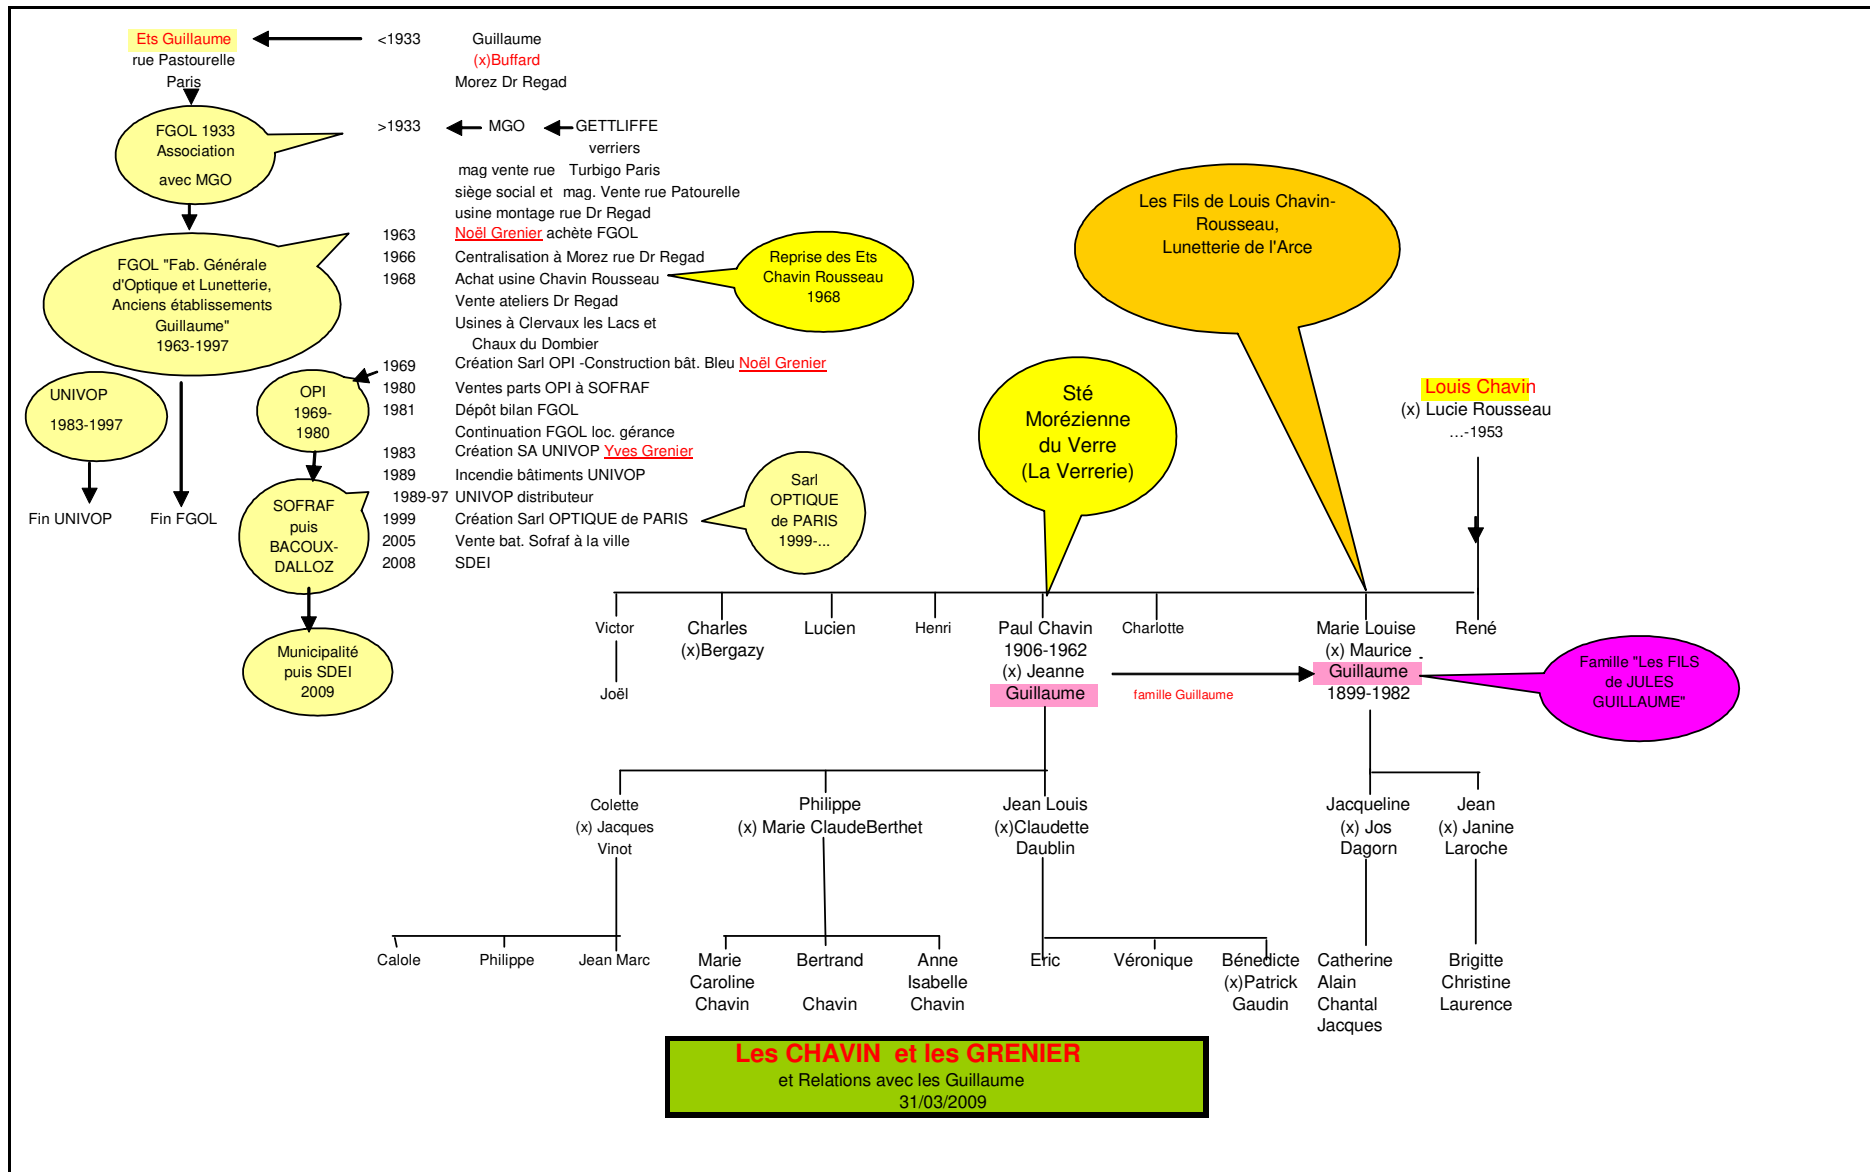 Ets Guillaume
rue Pastourelle
Paris
<1933
Guillaume
(x)Buffard
Morez Dr Regad
FGOL 1933
Association
avec MGO
>1933
MGO
GETTLIFFE
verriers
mag vente rue Turbigo Paris
siège social et mag. Vente rue Patourelle
usine montage rue Dr Regad
1963 Noël Grenier achète FGOL
1966 Centralisation à Morez rue Dr Regad
1968 Achat usine Chavin Rousseau
Vente ateliers Dr Regad
Usines à Clervaux les Lacs et
Chaux du Dombier
1969 Création Sarl OPI -Construction bât. Bleu Noël Grenier
1980 Ventes parts OPI à SOFRAF
1981 Dépôt bilan FGOL
Continuation FGOL loc. gérance
1983 Création SA UNIVOP Yves Grenier
1989 Incendie bâtiments UNIVOP
1989-97 UNIVOP distributeur
1999 Création Sarl OPTIQUE de PARIS
2005 Vente bat. Sofraf à la ville
2008 SDEI
FGOL "Fab. Générale
d'Optique et Lunetterie,
Anciens établissements
Guillaume"
1963-1997
UNIVOP
1983-1997
Fin UNIVOP
Fin FGOL
OPI
1969-
1980
SOFRAF
puis
BACOUX-
DALLOZ
Municipalité
puis SDEI
2009
Reprise des Ets
Chavin Rousseau
1968
Sarl
OPTIQUE
de PARIS
1999-...
Sté
Morézienne
du Verre
(La Verrerie)
Les Fils de Louis Chavin-
Rousseau,
Lunetterie de l'Arce
Louis Chavin
(x) Lucie Rousseau
...-1953
Victor
Joël
Charles
(x)Bergazy
Lucien
Henri
Paul Chavin
1906-1962
(x) Jeanne
Guillaume
Charlotte
famille Guillaume
Marie Louise
(x) Maurice
Guillaume
1899-1982
René
Famille "Les FILS
de JULES
GUILLAUME"
Colette
(x) Jacques
Vinot
Philippe
(x) Marie ClaudeBerthet
Jean Louis
(x)Claudette
Daublin
Jacqueline
(x) Jos
Dagorn
Jean
(x) Janine
Laroche
Calole
Philippe
Jean Marc
Marie
Caroline
Chavin
Bertrand
Chavin
Anne
Isabelle
Chavin
Eric
Véronique
Bénedicte
(x)Patrick
Gaudin
Catherine
Alain
Chantal
Jacques
Brigitte
Christine
Laurence
Les CHAVIN et les GRENIER
et Relations avec les Guillaume
31/03/2009